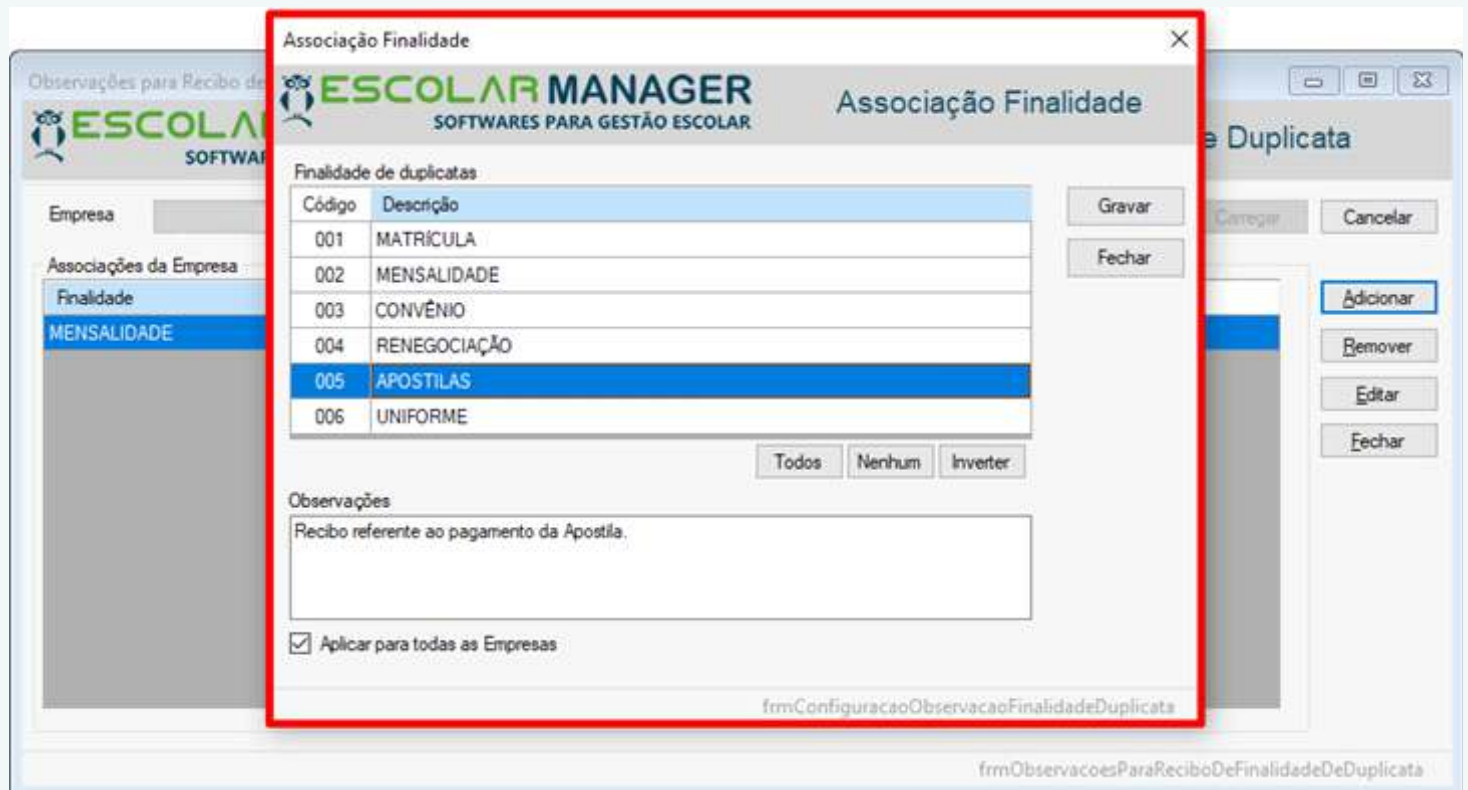 Associação Finalidade
ESCOLAR MANAGER
SOFTWARES PARA GESTÃO ESCOLAR
Associação Finalidade
Finalidade de duplicatas
Código Descrição
001 MATRÍCULA
002 MENSALIDADE
003 CONVÊNIO
004 RENEGOCIAÇÃO
005 APOSTILAS
006 UNIFORME
Gravar
Fechar
Todos Nenhum Inverter
Observações
Recibo referente ao pagamento da Apostila.
Aplicar para todas as Empresas
frmConfiguracaoObservacaoFinalidadeDuplicata
Observações para Recibo de
ESCOLA
SOFTWAR
e Duplicata
Empresa
Carregar Cancelar
Associações da Empresa
Finalidade
MENSALIDADE
Adicionar
Remover
Editar
Fechar
frmObservacoesParaReciboDeFinalidadeDeDuplicata